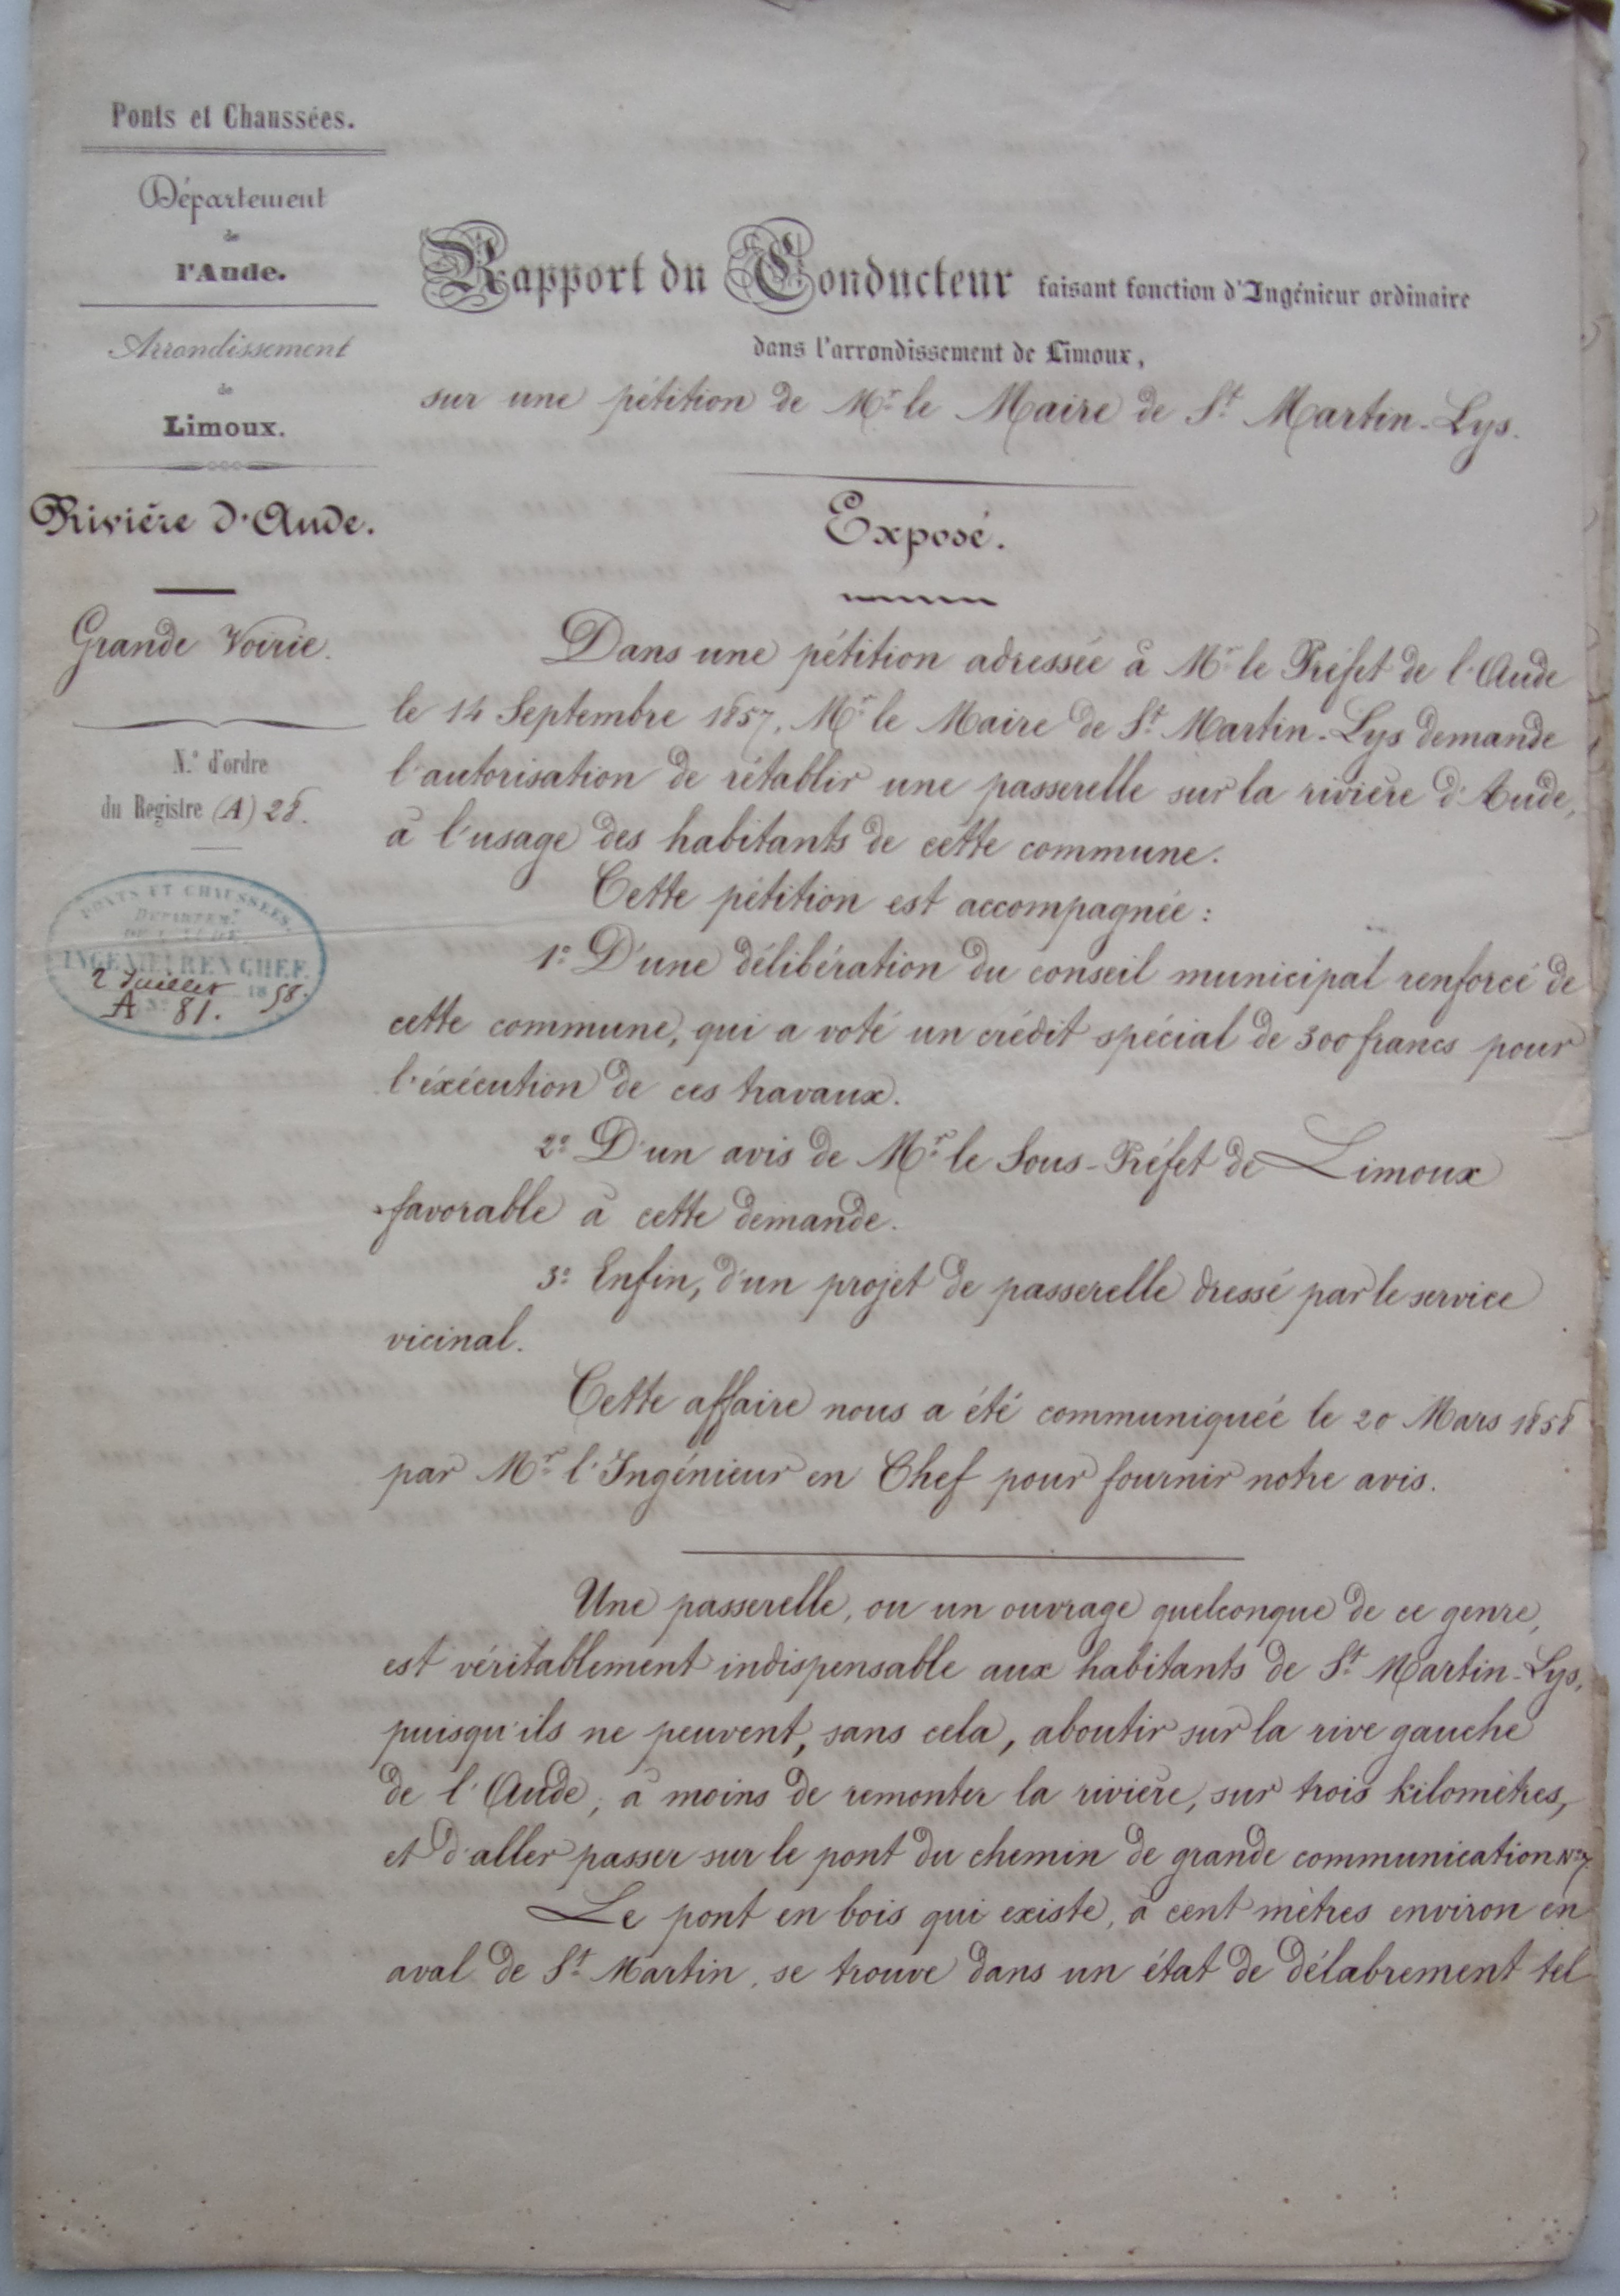 Ponts et Chaussées.
Département
de
l'Aude.
Arrondissement
de
Limoux.
Rivière d'Aude.
Grande Voirie.
N.° d'ordre
du Registre (A) 28.
PONTS ET CHAUSSÉES.
DÉPARTEM.T
DE L'AUDE
INGÉNIEUR EN CHEF.
2 Juillet 1858.
A N° 81.
Rapport du Conducteur faisant fonction d'Ingénieur ordinaire
dans l'arrondissement de Limoux,
sur une pétition de Mr. le Maire de St. Martin-Lys.
Exposé.
Dans une pétition adressée à Mr. le Préfet de l'Aude
le 14 Septembre 1857, Mr. le Maire de St. Martin-Lys demande
l'autorisation de rétablir une passerelle sur la rivière d'Aude,
à l'usage des habitants de cette commune.
Cette pétition est accompagnée :
1° D'une délibération du conseil municipal renforcé de
cette commune, qui a voté un crédit spécial de 300 francs pour
l'éxécution de ces travaux.
2° D'un avis de Mr. le Sous-Préfet de Limoux
favorable à cette demande.
3° Enfin, d'un projet de passerelle dressé par le service
vicinal.
Cette affaire nous a été communiquée le 20 Mars 1858
par Mr. l'Ingénieur en Chef pour fournir notre avis.
Une passerelle, ou un ouvrage quelconque de ce genre,
est véritablement indispensable aux habitants de St. Martin-Lys,
puisqu'ils ne peuvent, sans cela, aboutir sur la rive gauche
de l'Aude, à moins de remonter la rivière, sur trois kilomètres,
et d'aller passer sur le pont du chemin de grande communication N° 7
Le pont en bois qui existe, à cent mètres environ en
aval de St. Martin, se trouve dans un état de délabrement tel